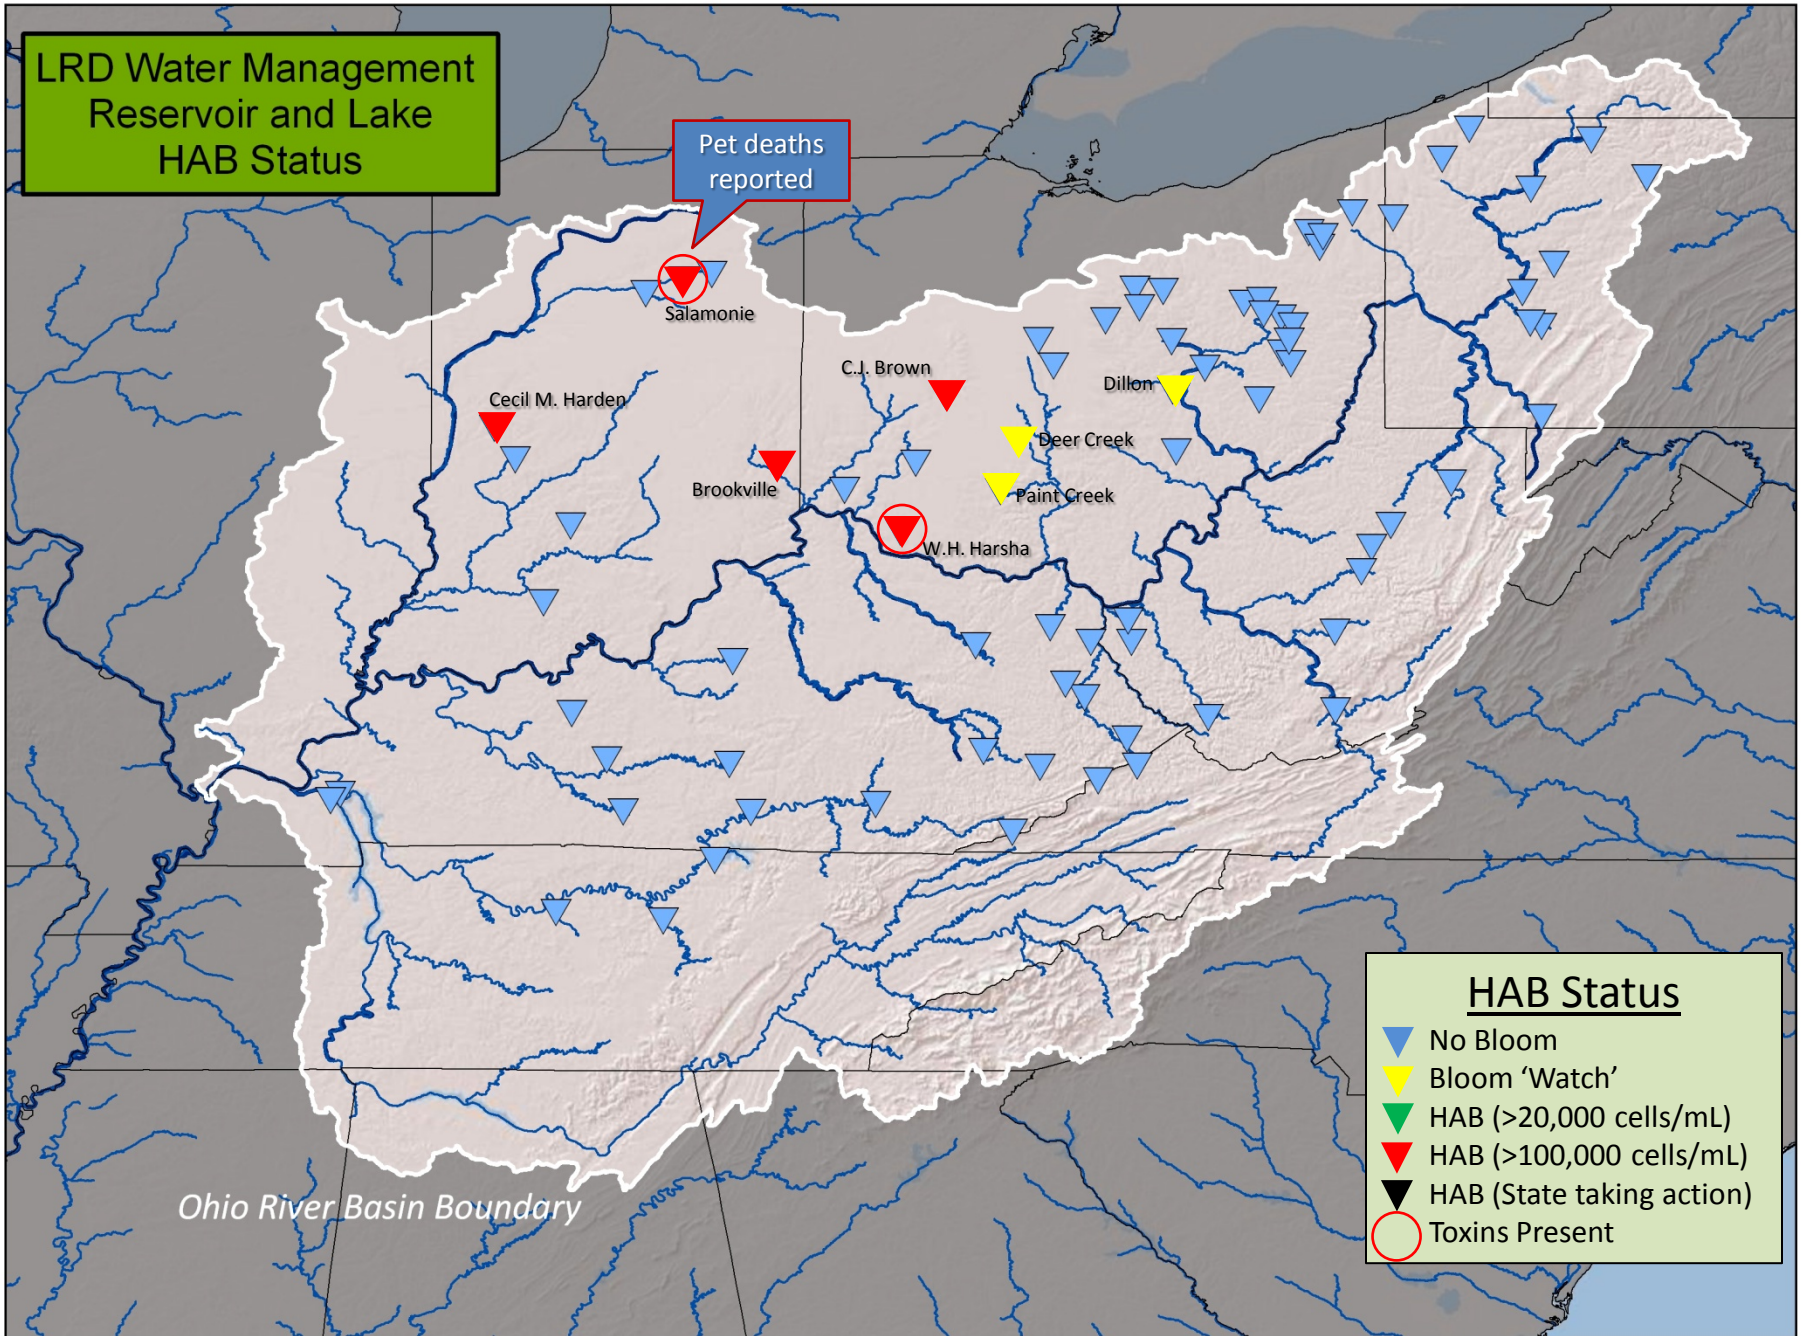 LRD Water Management
Reservoir and Lake
HAB Status
Pet deaths
reported
Salamonie
C.J. Brown
Dillon
Cecil M. Harden
Deer Creek
Brookville
Paint Creek
W.H. Harsha
HAB Status
No Bloom
Bloom ‘Watch’
HAB (>20,000 cells/mL)
HAB (>100,000 cells/mL)
HAB (State taking action)
Toxins Present
Ohio River Basin Boundary